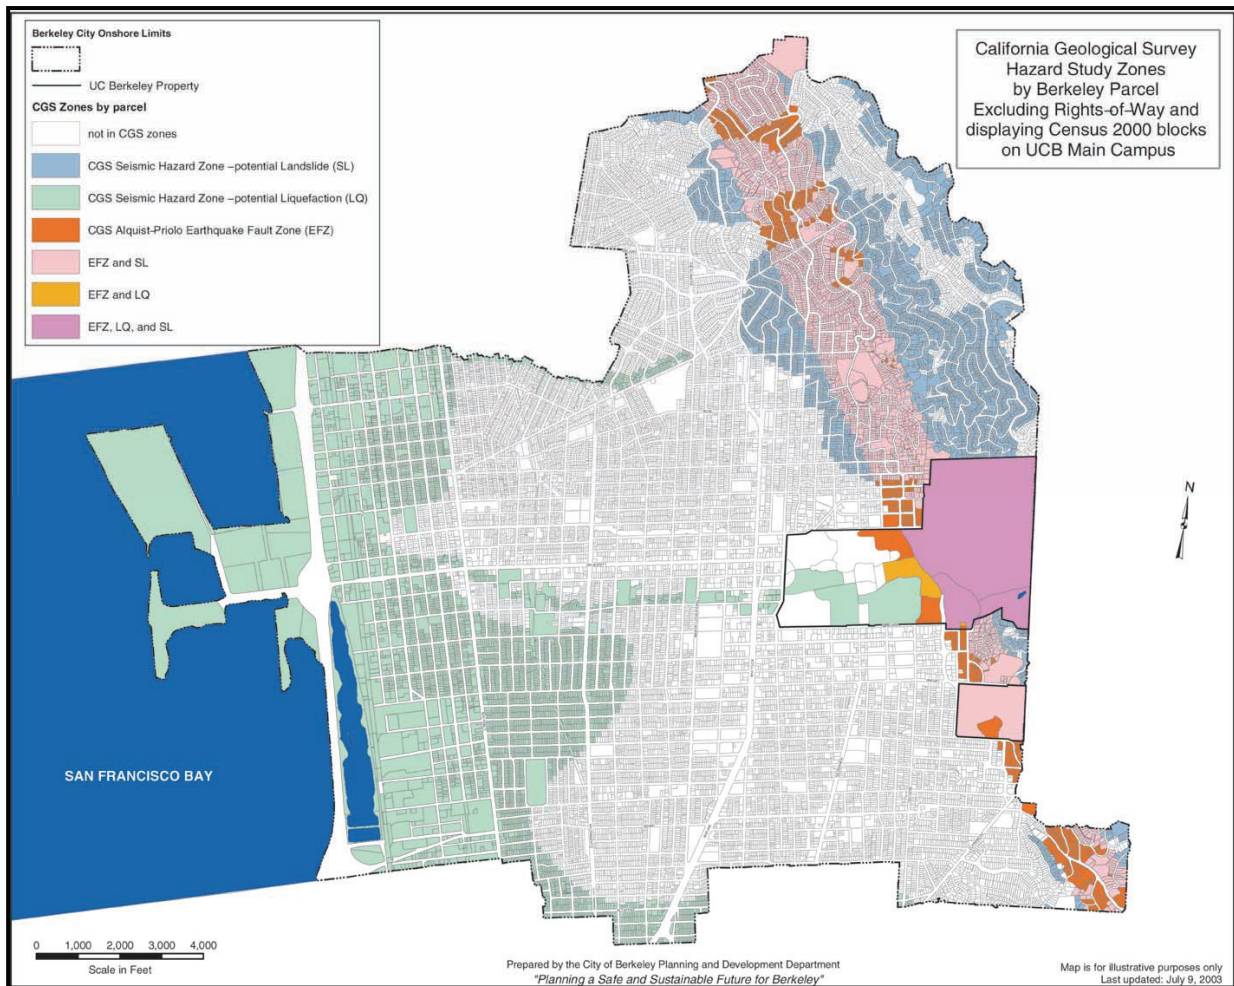 Berkeley City Onshore Limits
UC Berkeley Property
CGS Zones by parcel
not in CGS zones
CGS Seismic Hazard Zone –potential Landslide (SL)
CGS Seismic Hazard Zone –potential Liquefaction (LQ)
CGS Alquist-Priolo Earthquake Fault Zone (EFZ)
EFZ and SL
EFZ and LQ
EFZ, LQ, and SL
California Geological Survey
Hazard Study Zones
by Berkeley Parcel
Excluding Rights-of-Way and
displaying Census 2000 blocks
on UCB Main Campus
N
SAN FRANCISCO BAY
0 1,000 2,000 3,000 4,000
Scale in Feet
Prepared by the City of Berkeley Planning and Development Department
"Planning a Safe and Sustainable Future for Berkeley"
Map is for illustrative purposes only
Last updated: July 9, 2003